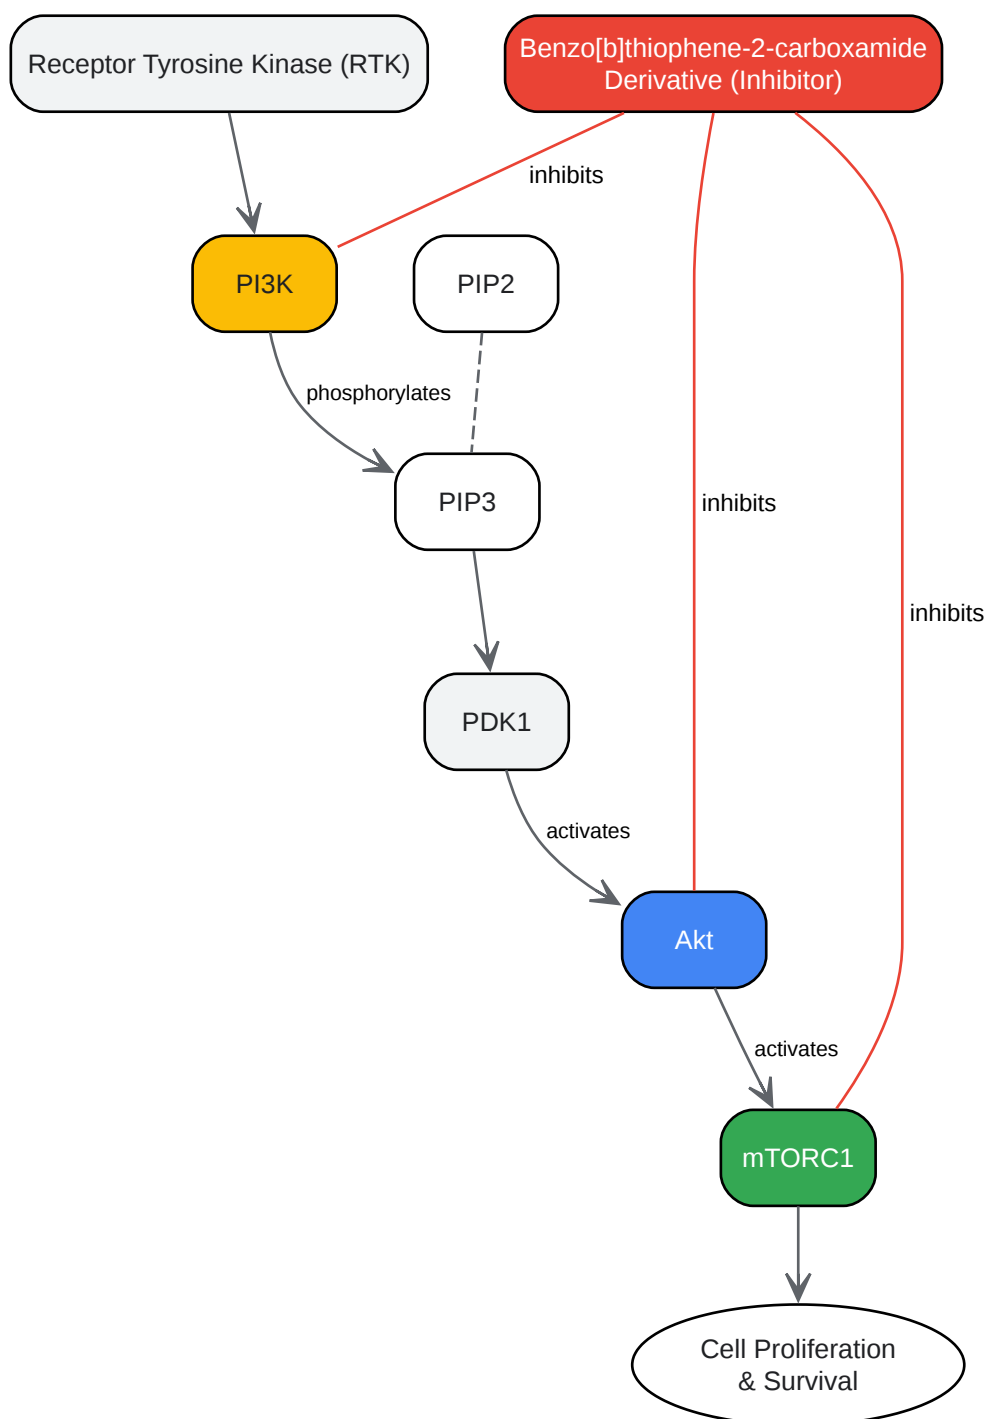 Receptor Tyrosine Kinase (RTK)
Benzo[b]thiophene-2-carboxamide
Derivative (Inhibitor)
inhibits
PI3K
PIP2
phosphorylates
PIP3
inhibits
inhibits
PDK1
activates
Akt
activates
mTORC1
Cell Proliferation
& Survival